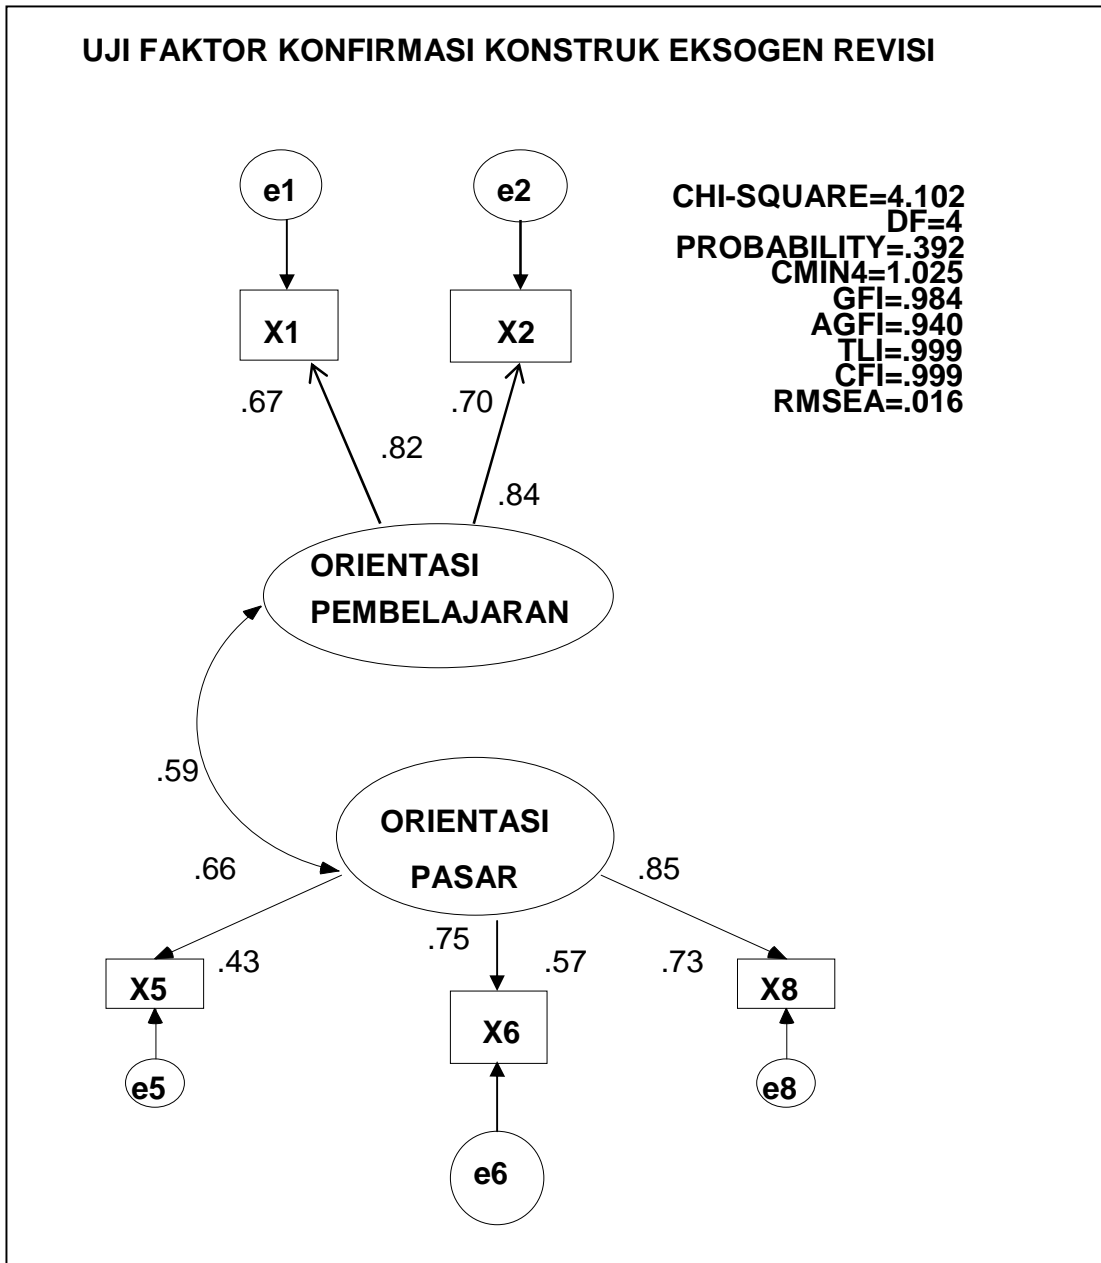 UJI FAKTOR KONFIRMASI KONSTRUK EKSOGEN REVISI
e1
e2
CHI-SQUARE=4.102
DF=4
PROBABILITY=.392
CMIN4=1.025
GFI=.984
AGFI=.940
TLI=.999
CFI=.999
RMSEA=.016
X1
X2
.67
.70
.82
.84
ORIENTASI
PEMBELAJARAN
.59
ORIENTASI
PASAR
.66
.85
.75
.43
.57
.73
X5
X6
X8
e5
e8
e6